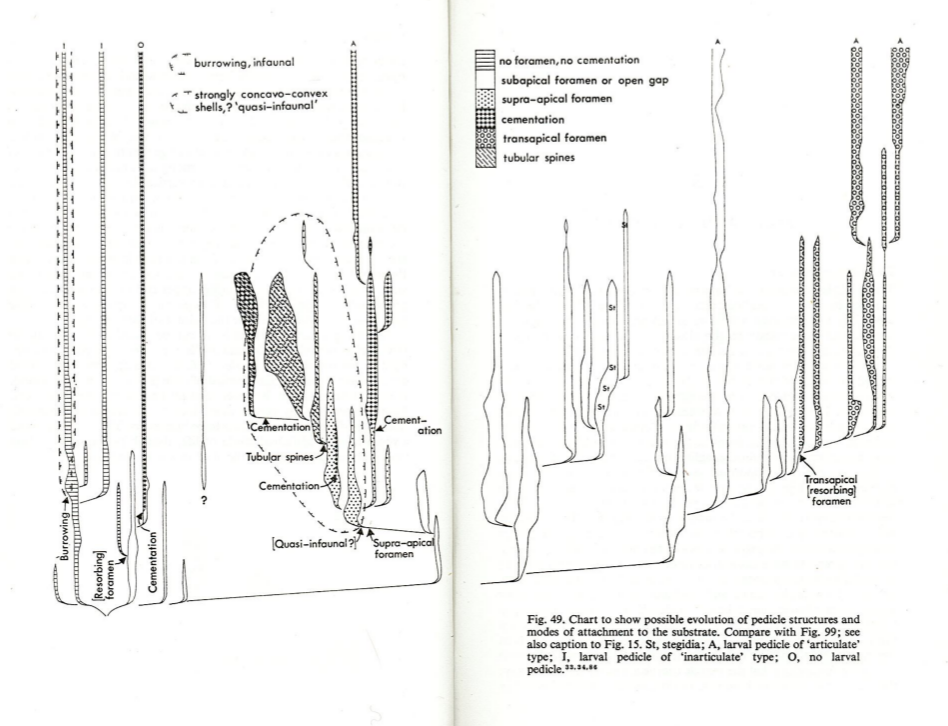 I
I
O
A
burrowing, infaunal
strongly concavo-convex
shells, ? 'quasi-infaunal'
Cementation
Tubular spines
Cementation
Cement-
ation
?
[Quasi-infaunal?]
Supra-apical
foramen
Burrowing
[Resorbing]
foramen
Cementation
no foramen, no cementation
subapical foramen or open gap
supra-apical foramen
cementation
transapical foramen
tubular spines
A
A
A
St
St
St
St
St
Transapical
[resorbing]
foramen
Fig. 49. Chart to show possible evolution of pedicle structures and
modes of attachment to the substrate. Compare with Fig. 99; see
also caption to Fig. 15. St, stegidia; A, larval pedicle of 'articulate'
type; I, larval pedicle of 'inarticulate' type; O, no larval
pedicle.